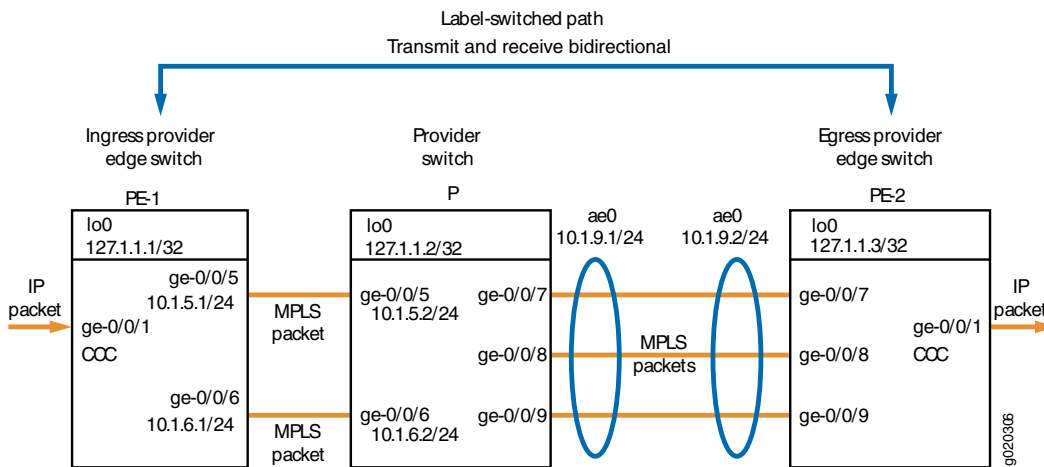 Label-switched path
Transmit and receive bidirectional
Ingress provider
edge switch
Provider
switch
Egress provider
edge switch
PE-1
P
PE-2
lo0
127.1.1.1/32
lo0
127.1.1.2/32
ae0
10.1.9.1/24
ae0
10.1.9.2/24
lo0
127.1.1.3/32
IP
packet
ge-0/0/5
10.1.5.1/24
ge-0/0/1
CCC
ge-0/0/6
10.1.6.1/24
MPLS
packet
MPLS
packet
ge-0/0/5
10.1.5.2/24
ge-0/0/6
10.1.6.2/24
ge-0/0/7
ge-0/0/8
ge-0/0/9
MPLS
packets
ge-0/0/7
ge-0/0/8
ge-0/0/9
ge-0/0/1
CCC
IP
packet
g020306